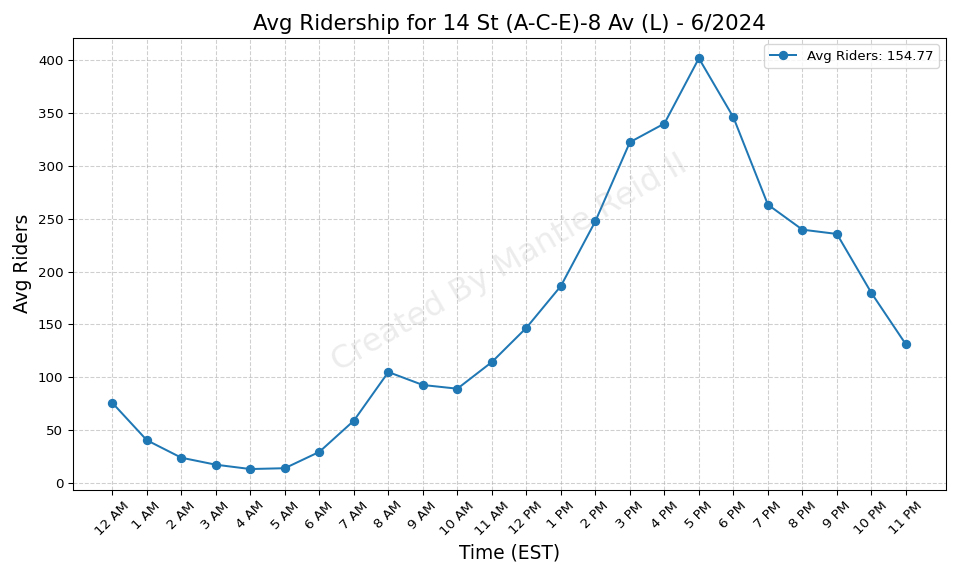 Avg Ridership for 14 St (A-C-E)-8 Av (L) - 6/2024
Avg Riders: 154.77
400
350
300
250
200
150
100
50
0
Avg Riders
Created By Mantle Reid II
12 AM
1 AM
2 AM
3 AM
4 AM
5 AM
6 AM
7 AM
8 AM
9 AM
10 AM
11 AM
12 PM
1 PM
2 PM
3 PM
4 PM
5 PM
6 PM
7 PM
8 PM
9 PM
10 PM
11 PM
Time (EST)